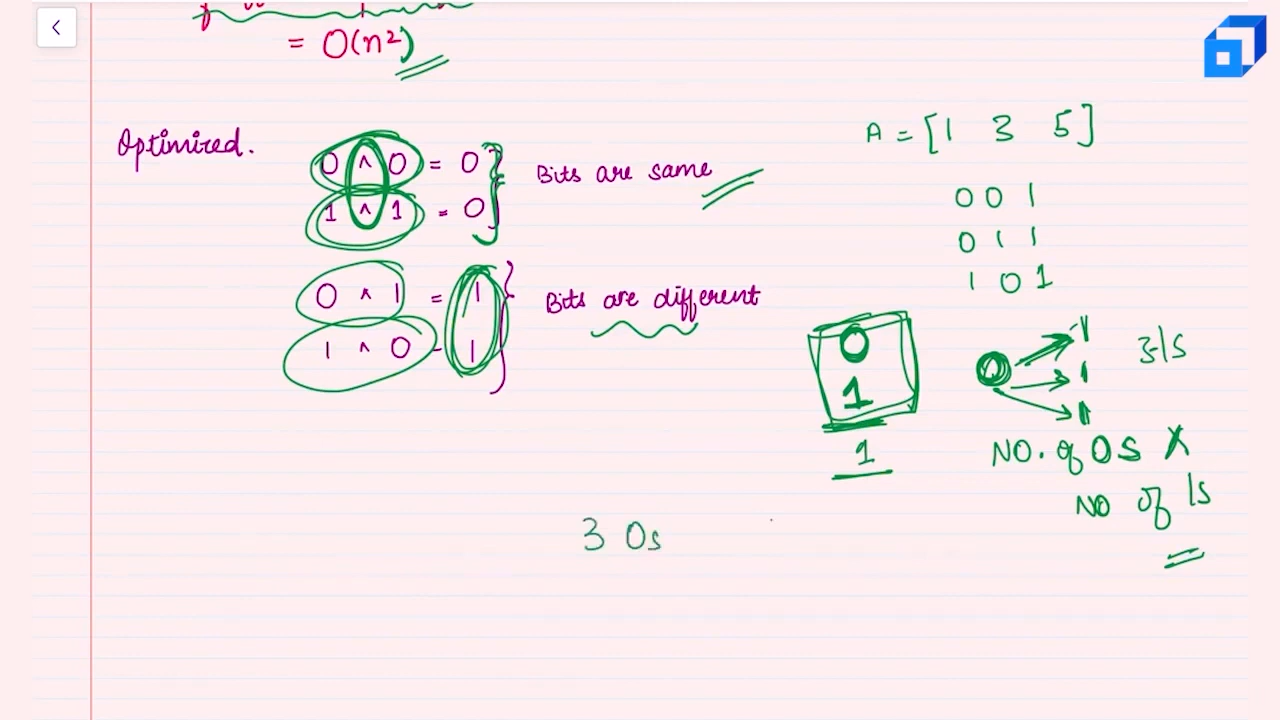 = O(n²)
Optimized.
0 ^ 0 = 0
1 ^ 1 = 0
Bits are same
0 ^ 1 = 1
1 ^ 0 - 1
Bits are different
A = [1 3 5]
0 0 1
0 1 1
1 0 1
0
1
1
0
1
1
1
3-1s
NO. of 0s X
NO of 1s
3 0s